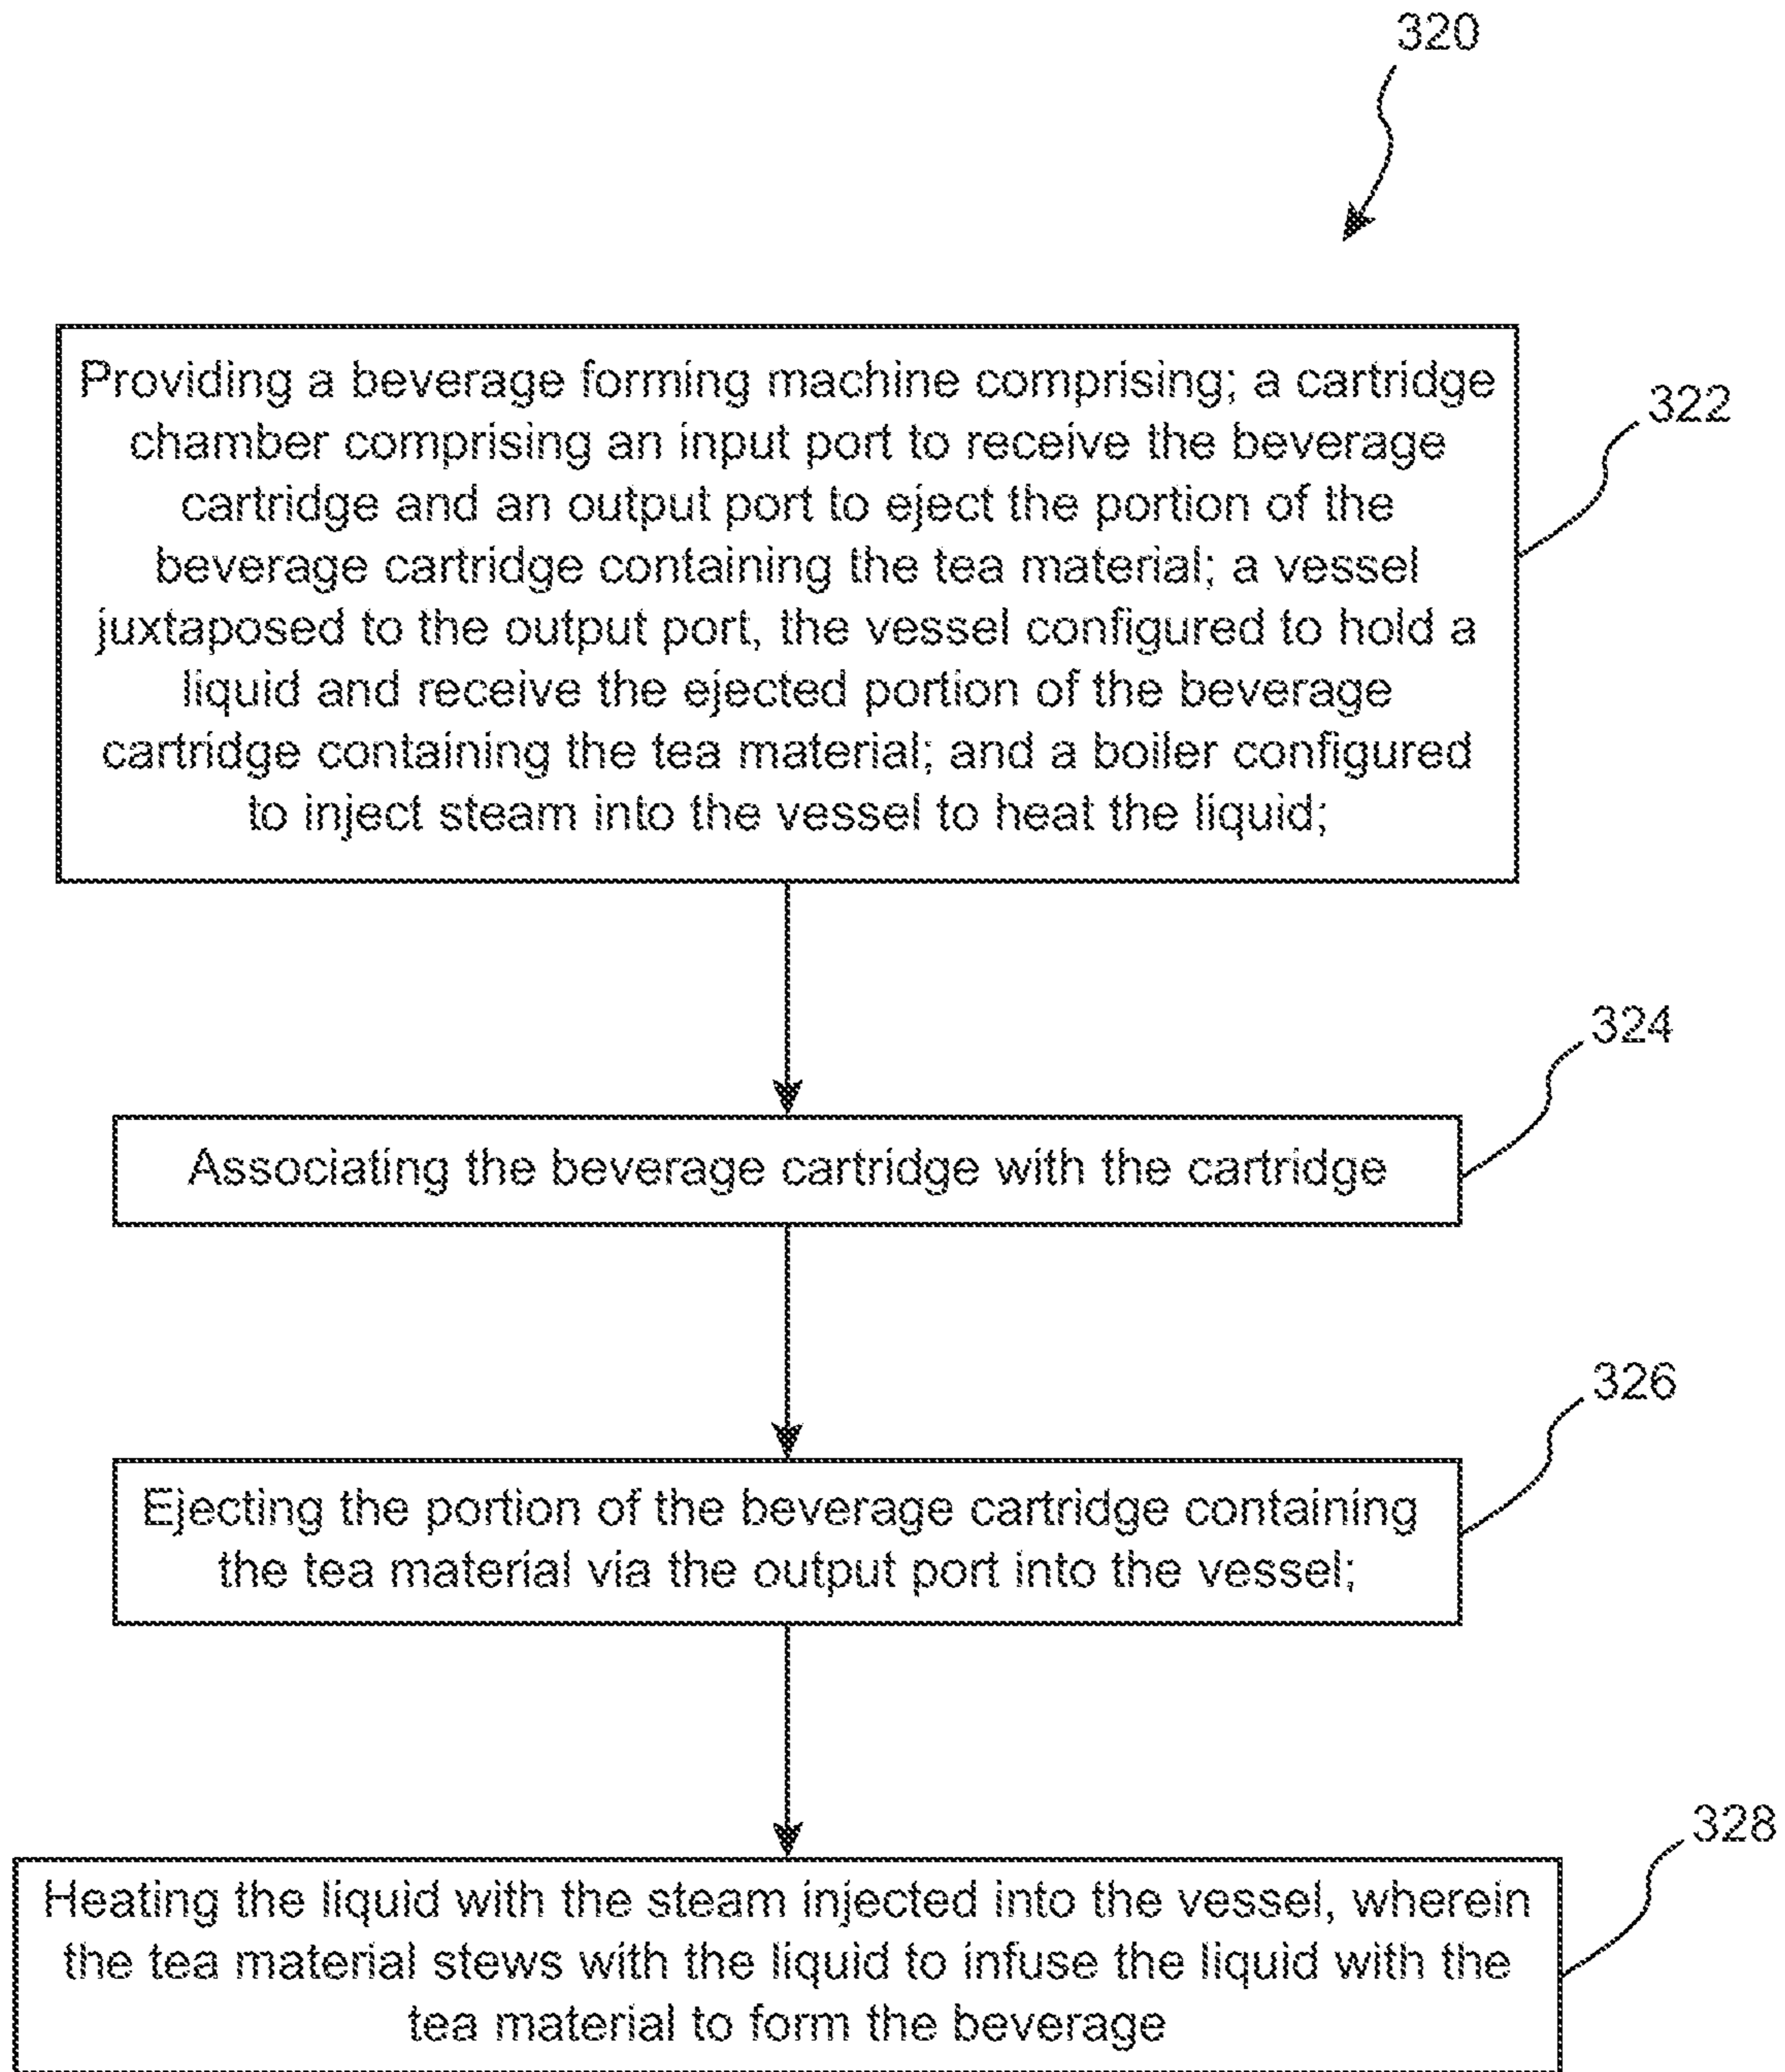 320
Providing a beverage forming machine comprising; a cartridge
chamber comprising an input port to receive the beverage
cartridge and an output port to eject the portion of the
beverage cartridge containing the tea material; a vessel
juxtaposed to the output port, the vessel configured to hold a
liquid and receive the ejected portion of the beverage
cartridge containing the tea material; and a boiler configured
to inject steam into the vessel to heat the liquid;
322
324
Associating the beverage cartridge with the cartridge
326
Ejecting the portion of the beverage cartridge containing
the tea material via the output port into the vessel;
328
Heating the liquid with the steam injected into the vessel, wherein
the tea material stews with the liquid to infuse the liquid with the
tea material to form the beverage